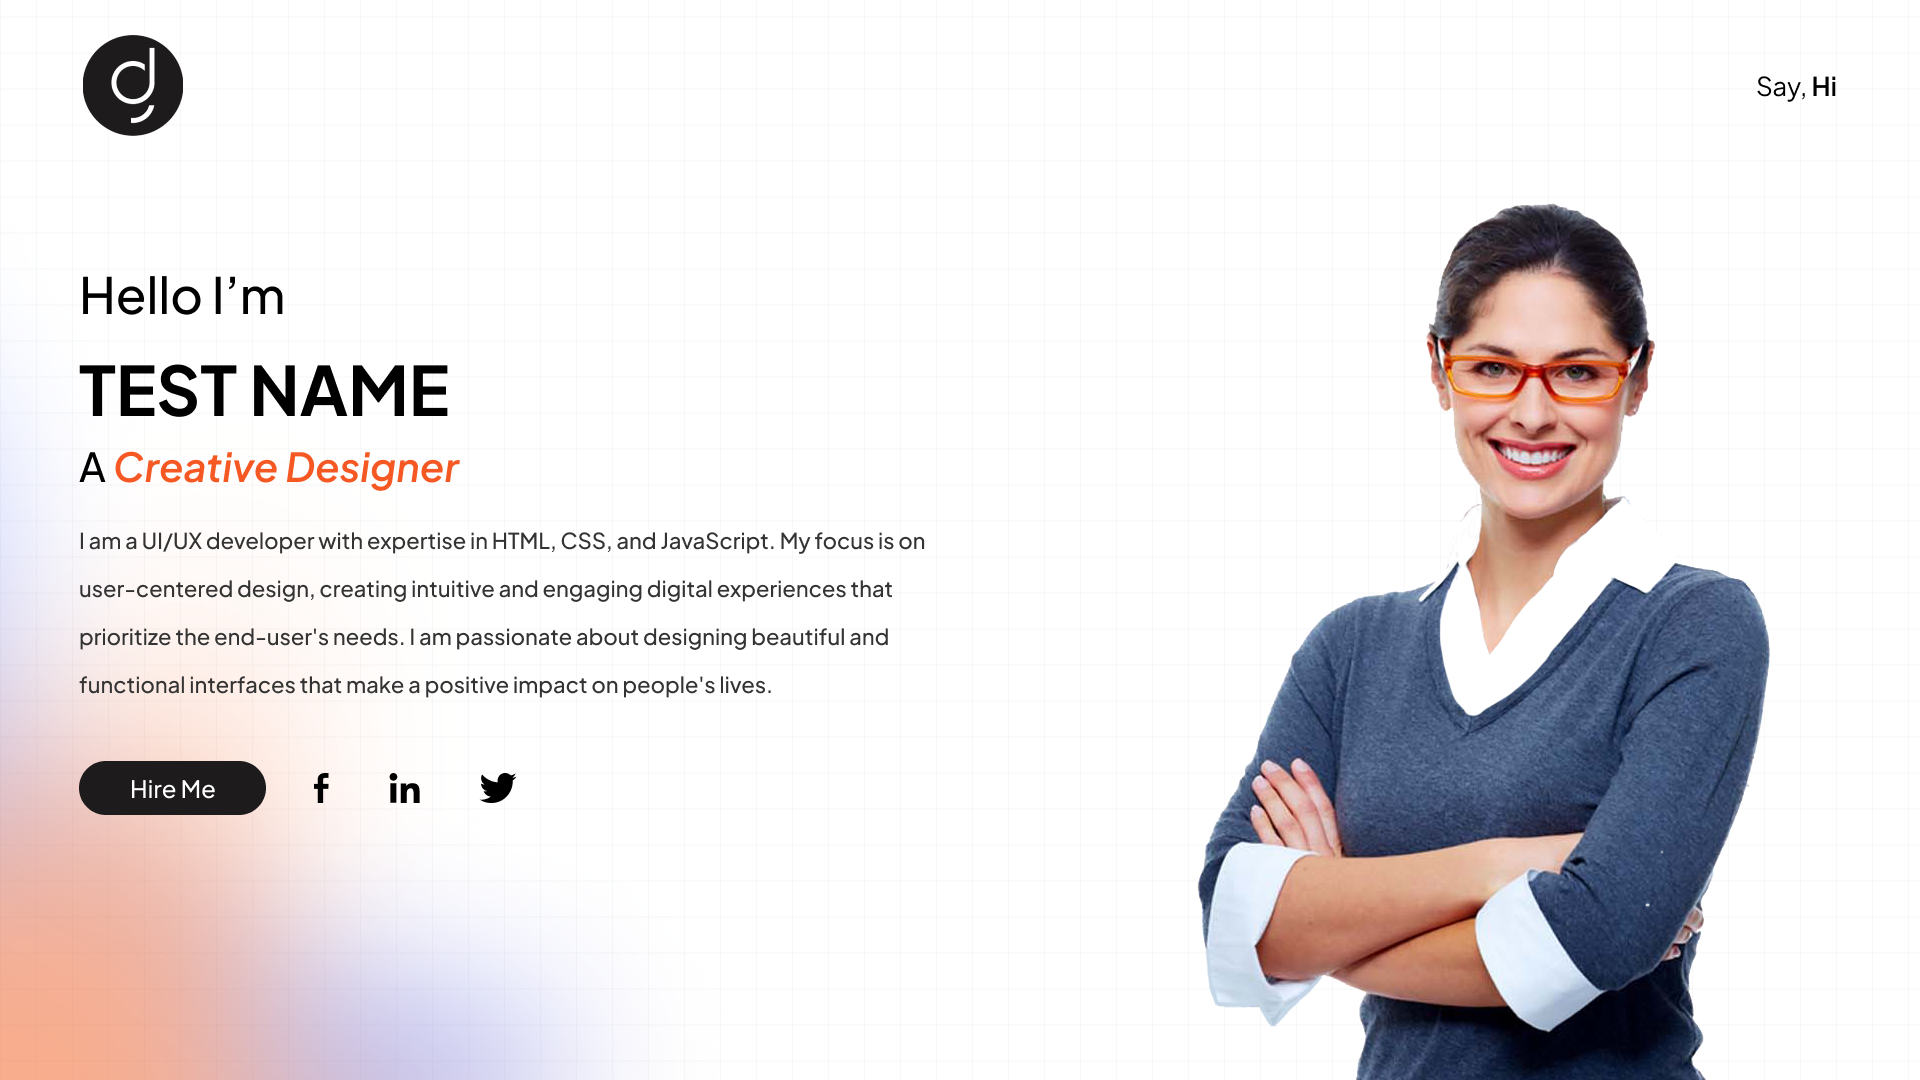 Say, Hi
Hello I’m
TEST NAME
A Creative Designer
I am a UI/UX developer with expertise in HTML, CSS, and JavaScript. My focus is on
user-centered design, creating intuitive and engaging digital experiences that
prioritize the end-user's needs. I am passionate about designing beautiful and
functional interfaces that make a positive impact on people's lives.
Hire Me